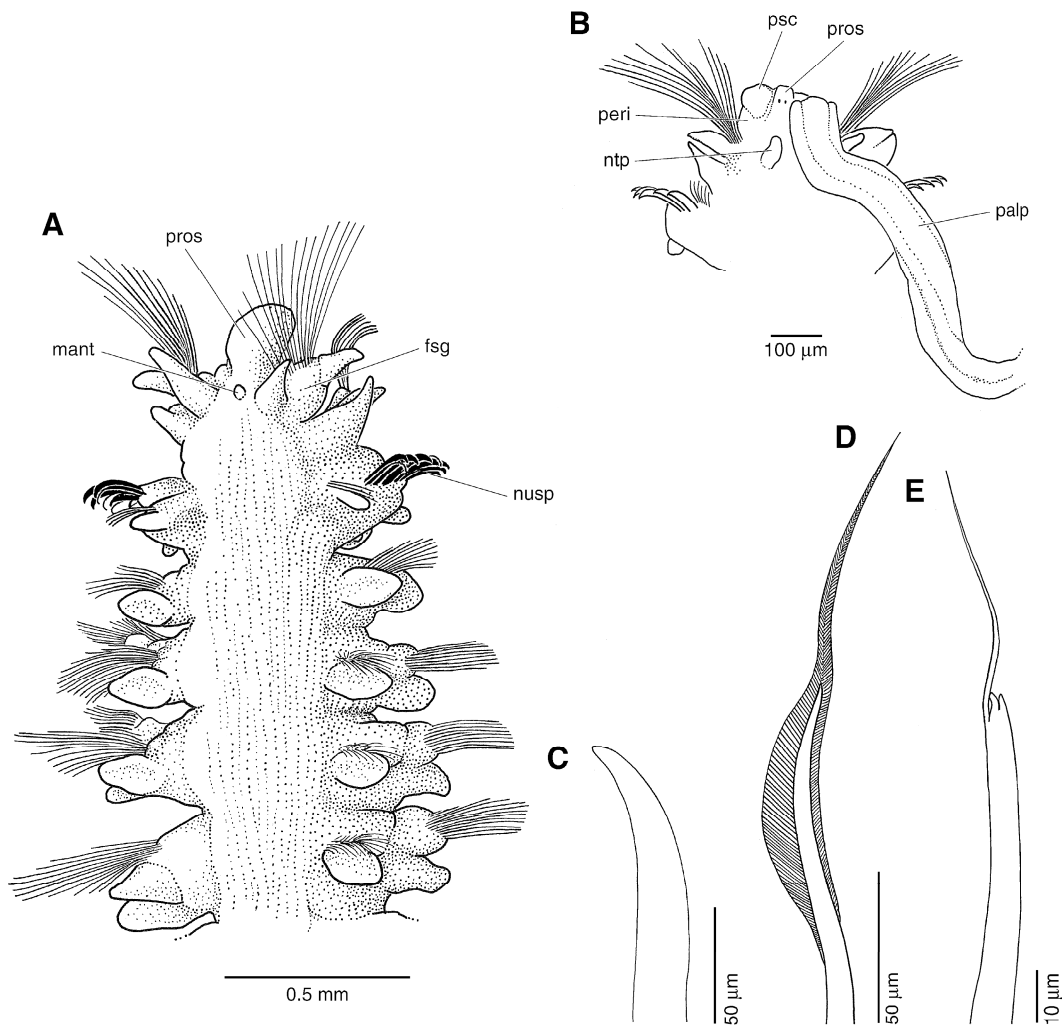 A
pros
mant
fsg
nusp
0.5 mm
B
psc
pros
peri
ntp
palp
100 μm
C
50 μm
D
50 μm
E
10 μm